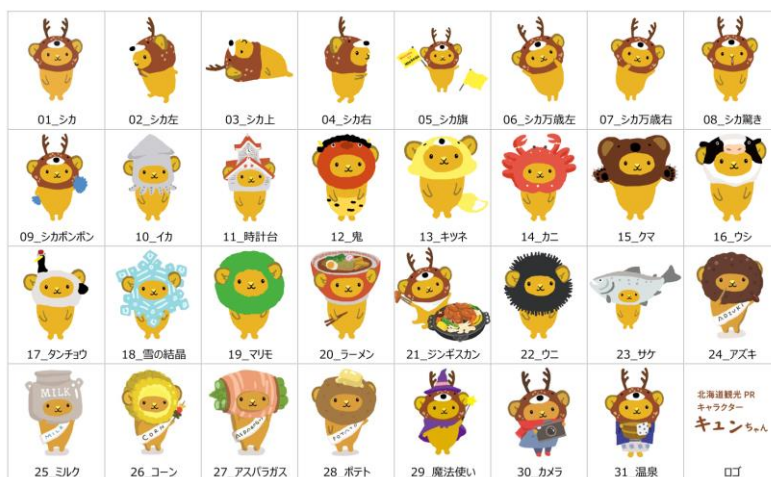 01_シカ
02_シカ左
03_シカ上
04_シカ右
05_シカ旗
06_シカ万歳左
07_シカ万歳右
08_シカ驚き
09_シカポンポン
10_イカ
11_時計台
12_鬼
13_キツネ
14_カニ
15_クマ
16_ウシ
17_タンチョウ
18_雪の結晶
19_マリモ
20_ラーメン
21_ジンギスカン
22_ウニ
23_サケ
ADZUKI
24_アズキ
MILK
MILK
25_ミルク
CORN
26_コーン
ASPARAGUS
27_アスパラガス
POTATO
28_ポテト
29_魔法使い
30_カメラ
31_温泉
北海道観光 PR
キャラクター
キュンちゃん
ロゴ